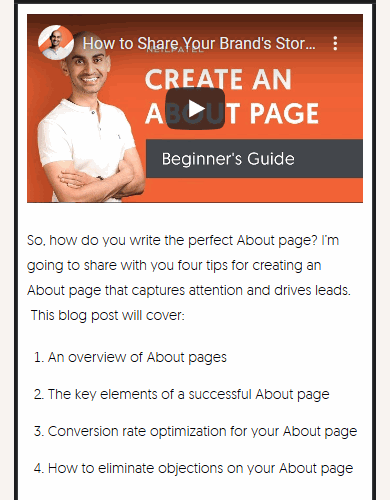 How to Share Your Brand's Stor...
NEILPATEL
CREATE AN
ABOUT PAGE
Beginner's Guide
So, how do you write the perfect About page? I'm
going to share with you four tips for creating an
About page that captures attention and drives leads.
This blog post will cover:
1. An overview of About pages
2. The key elements of a successful About page
3. Conversion rate optimization for your About page
4. How to eliminate objections on your About page